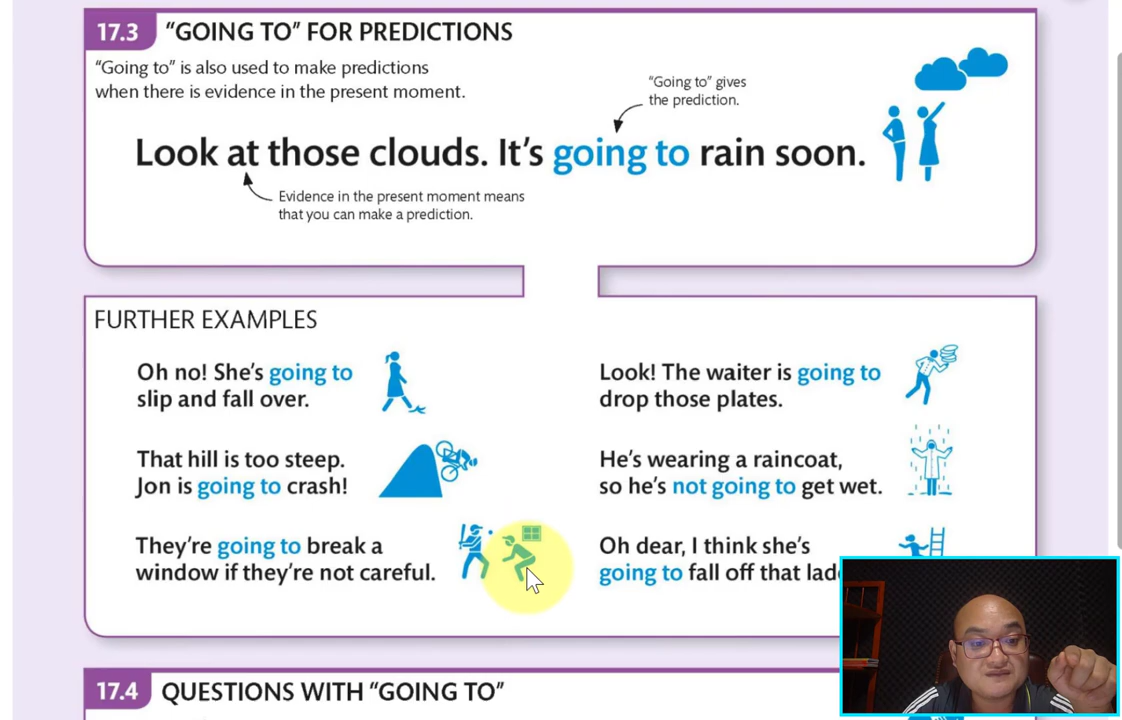 17.3 "GOING TO" FOR PREDICTIONS
"Going to" is also used to make predictions
when there is evidence in the present moment.
"Going to" gives
the prediction.
Look at those clouds. It's going to rain soon.
Evidence in the present moment means
that you can make a prediction.
FURTHER EXAMPLES
Oh no! She's going to
slip and fall over.
That hill is too steep.
Jon is going to crash!
They're going to break a
window if they're not careful.
Look! The waiter is going to
drop those plates.
He's wearing a raincoat,
so he's not going to get wet.
Oh dear, I think she's
going to fall off that lad
17.4 QUESTIONS WITH "GOING TO"